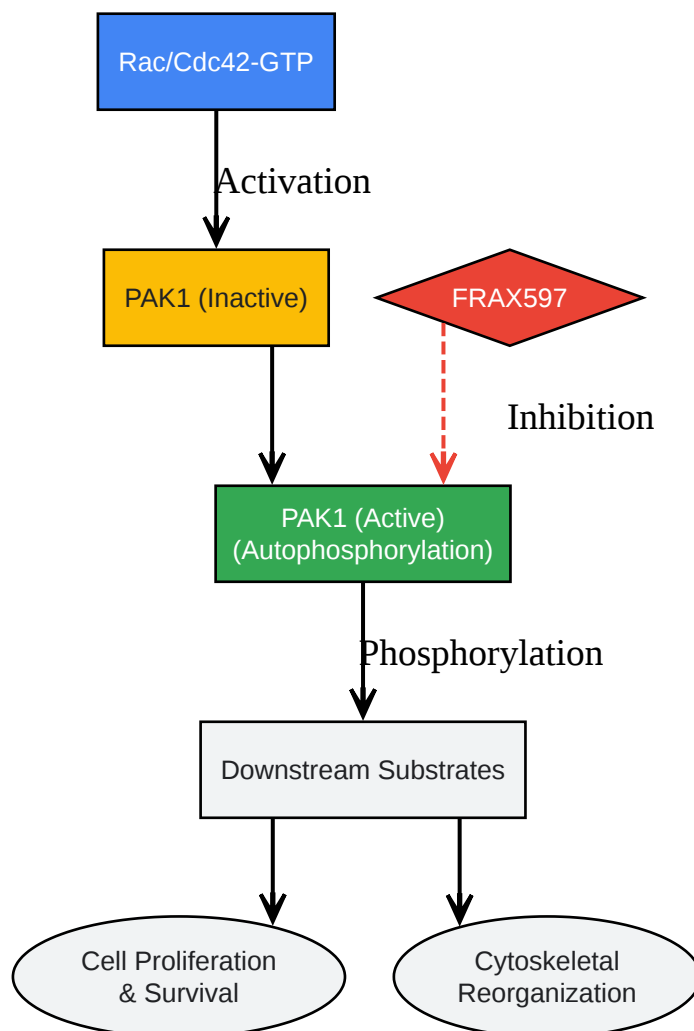 Rac/Cdc42-GTP
Activation
PAK1 (Inactive)
FRAX597
Inhibition
PAK1 (Active)
(Autophosphorylation)
Phosphorylation
Downstream Substrates
Cell Proliferation
& Survival
Cytoskeletal
Reorganization